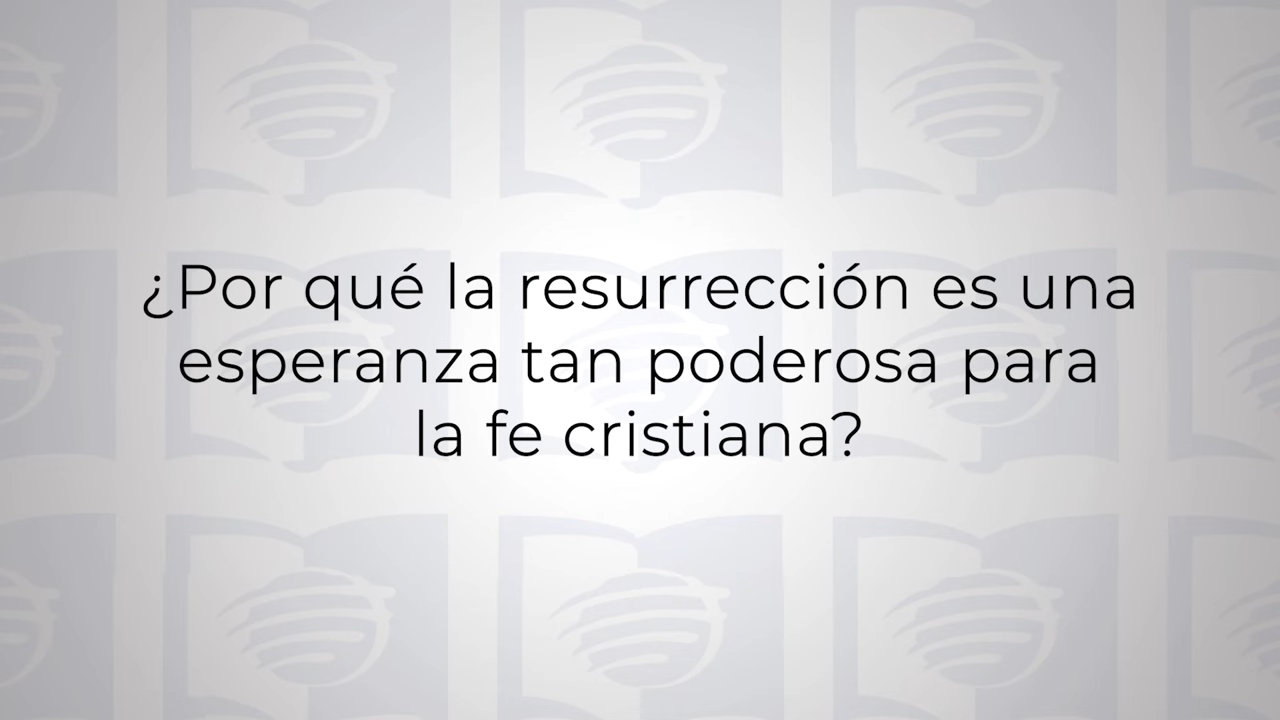 ¿Por qué la resurrección es una
esperanza tan poderosa para
la fe cristiana?